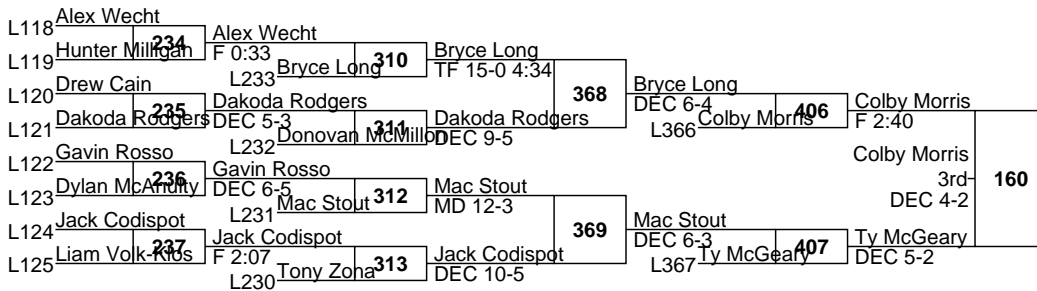 L118 Alex Wecht
234
L119 Hunter Milligan
Alex Wecht
F 0:33
310
L233 Bryce Long
Bryce Long
TF 15-0 4:34
L120 Drew Cain
235
L121 Dakoda Rodgers
Dakoda Rodgers
DEC 5-3
311
L232 Donovan McMillon
Dakoda Rodgers
DEC 9-5
368
Bryce Long
DEC 6-4
406
L366 Colby Morris
Colby Morris
F 2:40
L122 Gavin Rosso
236
L123 Dylan McAnulty
Gavin Rosso
DEC 6-5
312
L231 Mac Stout
Mac Stout
MD 12-3
L124 Jack Codispot
237
L125 Liam Volk-Klos
Jack Codispot
F 2:07
313
L230 Tony Zona
Jack Codispot
DEC 10-5
369
Mac Stout
DEC 6-3
407
L367 Ty McGeary
Ty McGeary
DEC 5-2
Colby Morris
3rd
DEC 4-2
160